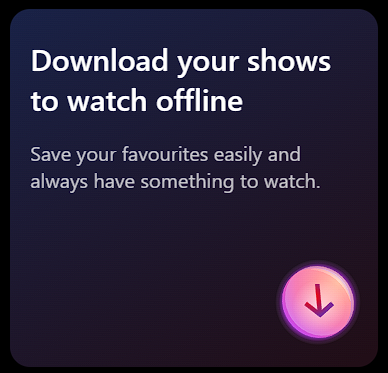 Download your shows
to watch offline
Save your favourites easily and
always have something to watch.